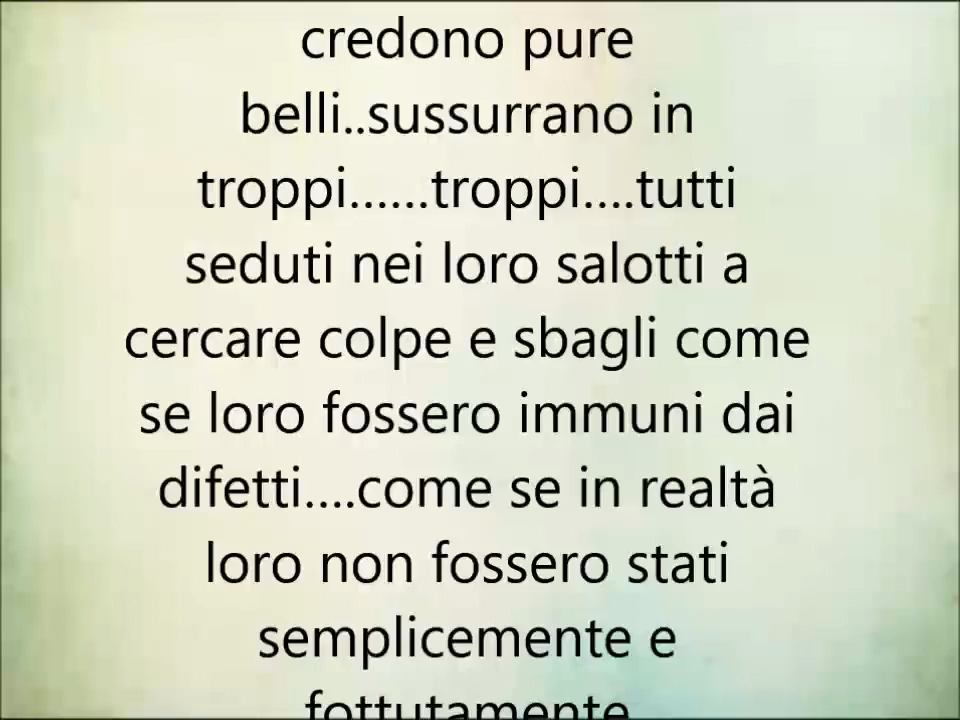 credono pure
belli..sussurrano in
troppi......troppi....tutti
seduti nei loro salotti a
cercare colpe e sbagli come
se loro fossero immuni dai
difetti....come se in realtà
loro non fossero stati
semplicemente e
fottutamente